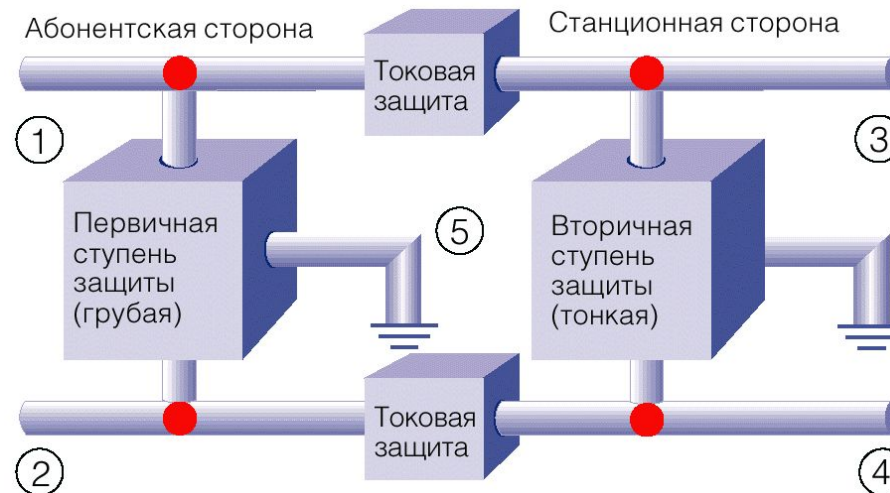 Абонентская сторона
Станционная сторона
Токовая
защита
1
3
Первичная
ступень
защиты
(грубая)
5
Вторичная
ступень
защиты
(тонкая)
Токовая
защита
2
4